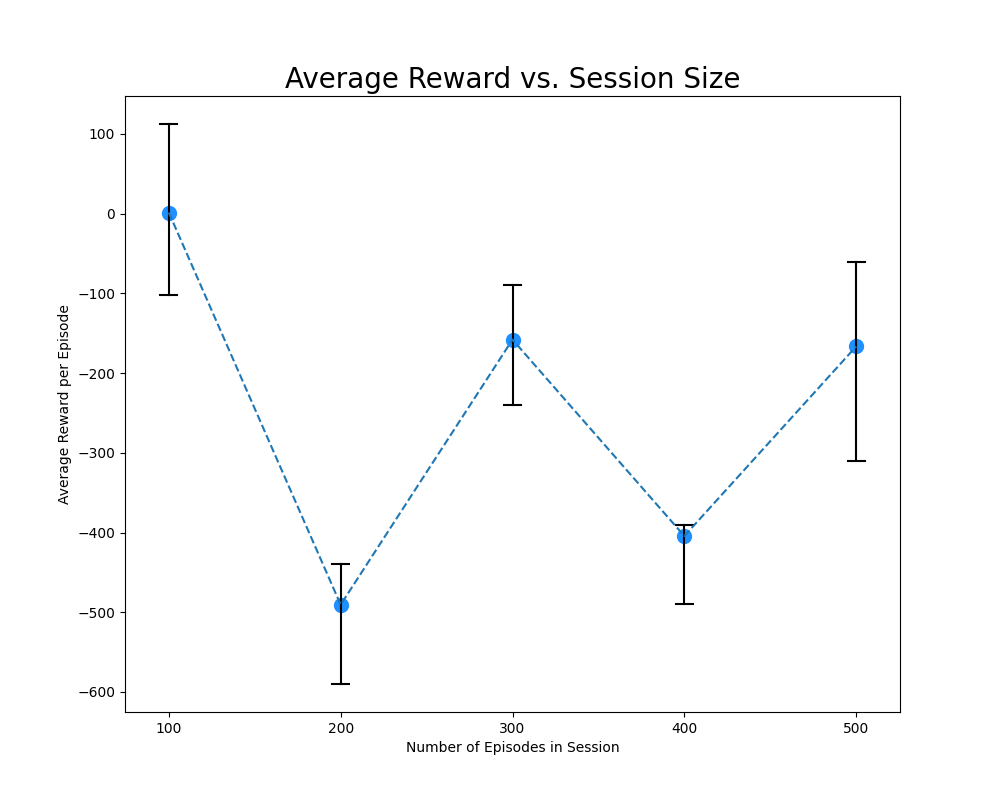 Average Reward vs. Session Size
100
0
−100
−200
−300
−400
−500
−600
Average Reward per Episode
100 200 300 400 500
Number of Episodes in Session